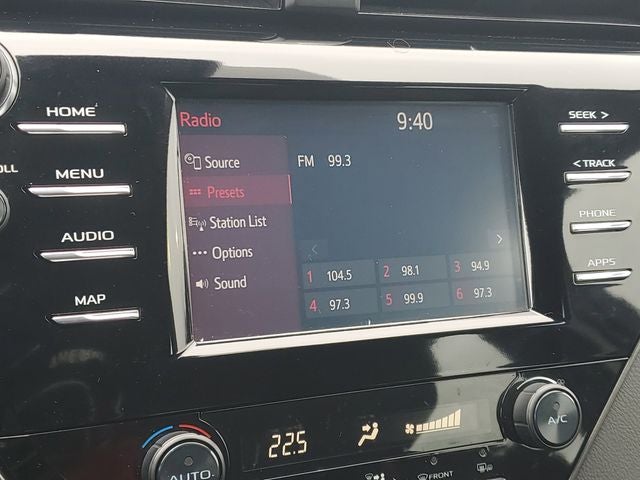 Radio
9:40
HOME
MENU
AUDIO
MAP
Source
Presets
Station List
Options
Sound
FM 99.3
1 104.5 2 98.1 3 94.9
4 97.3 5 99.9 6 97.3
SEEK >
< TRACK
PHONE
APPS
22.5
AUTO
A/C
FRONT